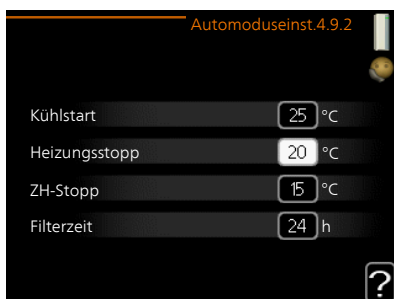 Automoduseinst.4.9.2
Kühlstart 25 °C
Heizungsstopp 20 °C
ZH-Stopp 15 °C
Filterzeit 24 h
?